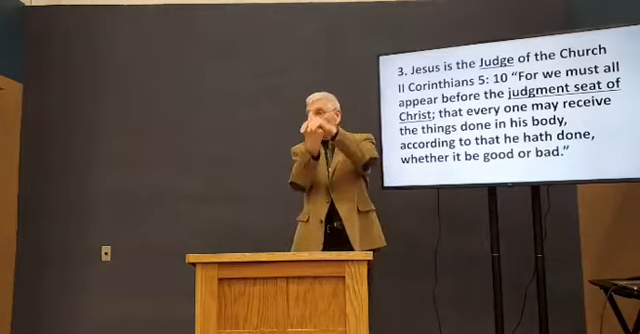 3. Jesus is the Judge of the Church
II Corinthians 5: 10 “For we must all
appear before the judgment seat of
Christ; that every one may receive
the things done in his body,
according to that he hath done,
whether it be good or bad.”